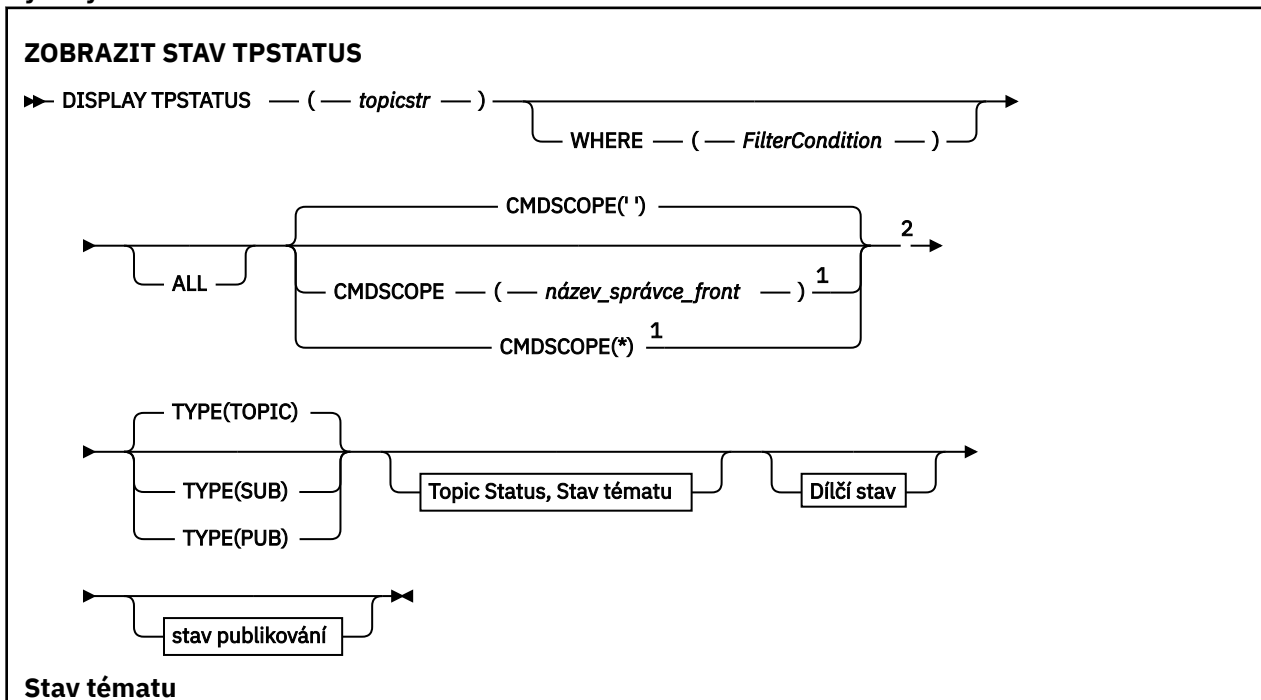 ZOBRAZIT STAV TPSTATUS
DISPLAY TPSTATUS ( topicstr )
WHERE ( FilterCondition )
CMDSCOPE(' ')
2
ALL
CMDSCOPE ( název_správce_front ) 1
CMDSCOPE(*) 1
TYPE(TOPIC)
TYPE(SUB)
Topic Status, Stav tématu
Dílčí stav
TYPE(PUB)
stav publikování
Stav tématu